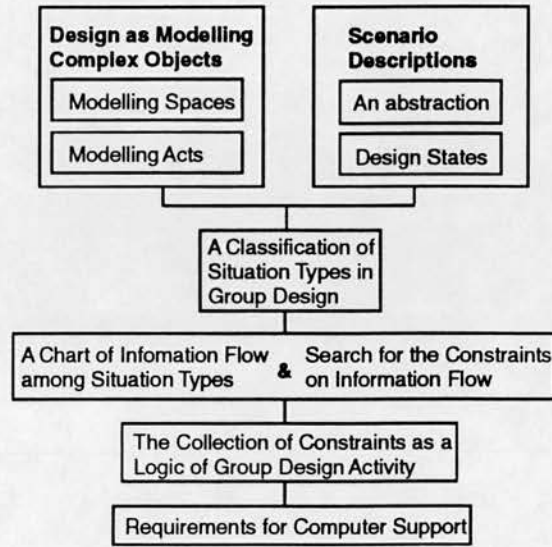 Design as Modelling
Complex Objects
Modelling Spaces
Modelling Acts
Scenario
Descriptions
An abstraction
Design States
A Classification of
Situation Types in
Group Design
A Chart of Infomation Flow
among Situation Types
&
Search for the Constraints
on Information Flow
The Collection of Constraints as a
Logic of Group Design Activity
Requirements for Computer Support